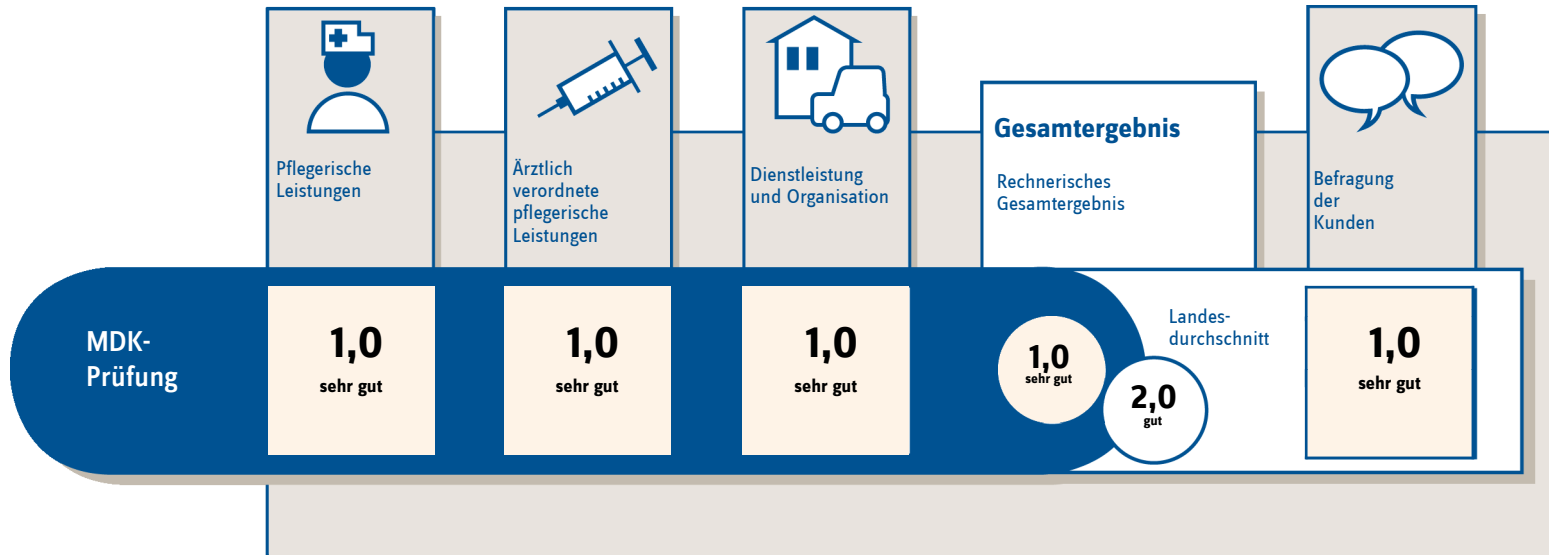 Pflegerische
Leistungen
Ärztlich
verordnete
pflegerische
Leistungen
Dienstleistung
und Organisation
Gesamtergebnis
Rechnerisches
Gesamtergebnis
Befragung
der
Kunden
MDK-
Prüfung
1,0
sehr gut
1,0
sehr gut
1,0
sehr gut
1,0
sehr gut
Landes-
durchschnitt
2,0
gut
1,0
sehr gut